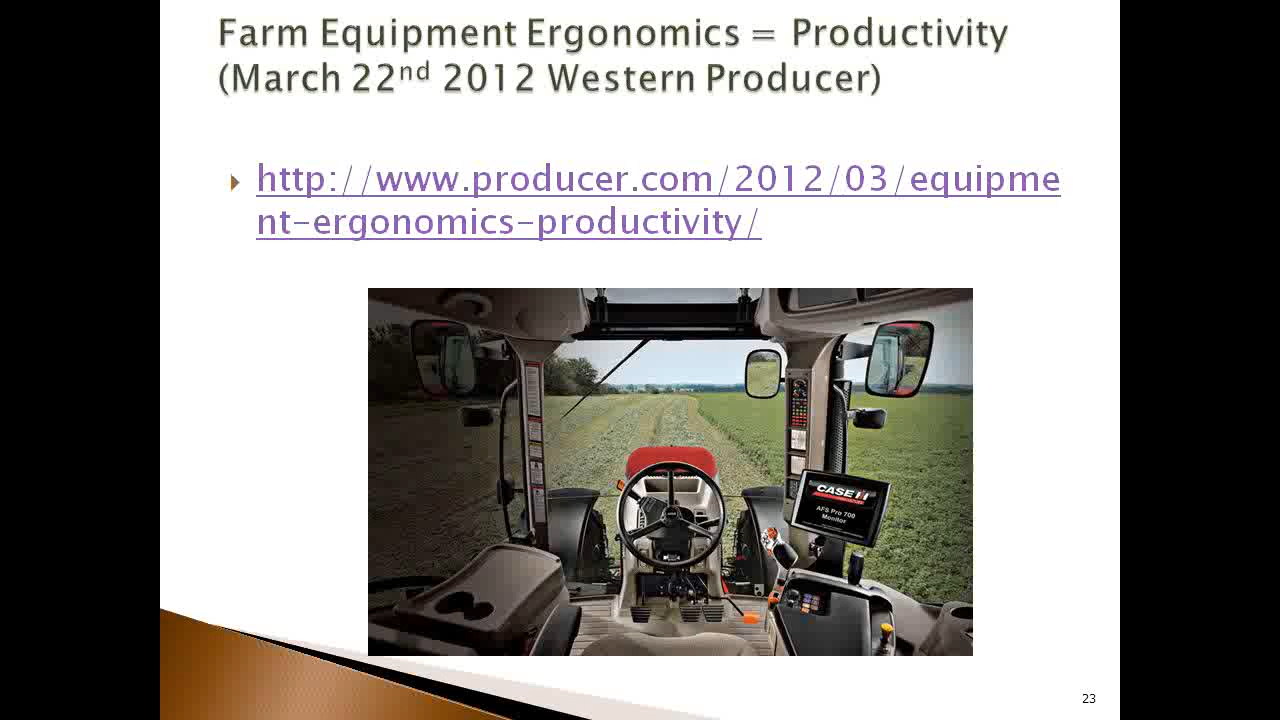 Farm Equipment Ergonomics = Productivity
(March 22nd 2012 Western Producer)
http://www.producer.com/2012/03/equipme
nt-ergonomics-productivity/
CASE IH
AFS Pro 700
Monitor
23